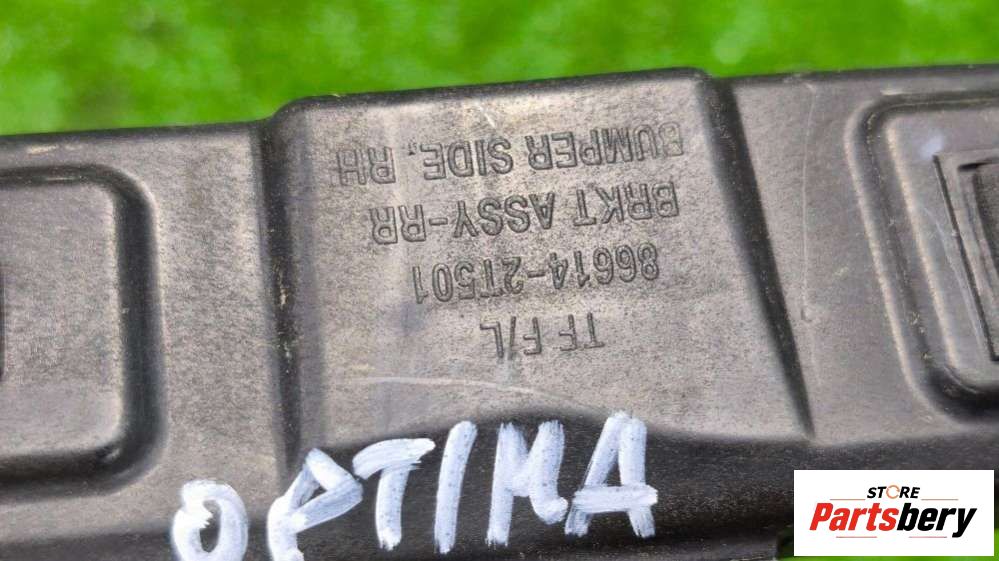 TF F/L
86614-2T501
BRKT ASSY-RR
BUMPER SIDE, RH
OPTIMA
STORE
Partsbery